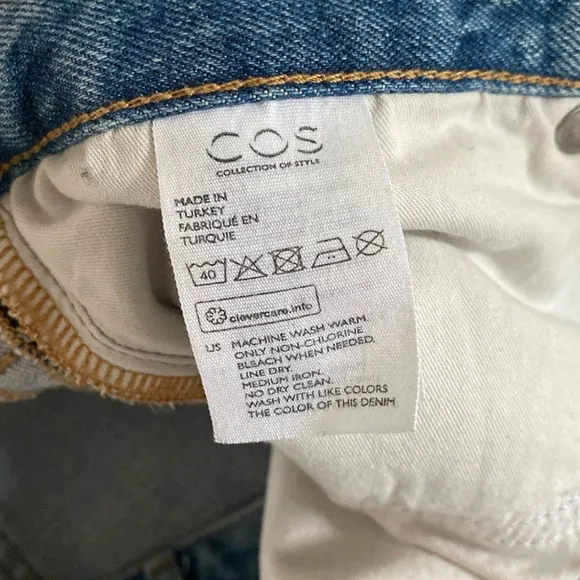 COS
COLLECTION OF STYLE
MADE IN
TURKEY
FABRIQUÉ EN
TURQUIE
40
clevercare.info
US MACHINE WASH WARM.
ONLY NON-CHLORINE
BLEACH WHEN NEEDED.
LINE DRY.
MEDIUM IRON.
NO DRY CLEAN.
WASH WITH LIKE COLORS
THE COLOR OF THIS DENIM